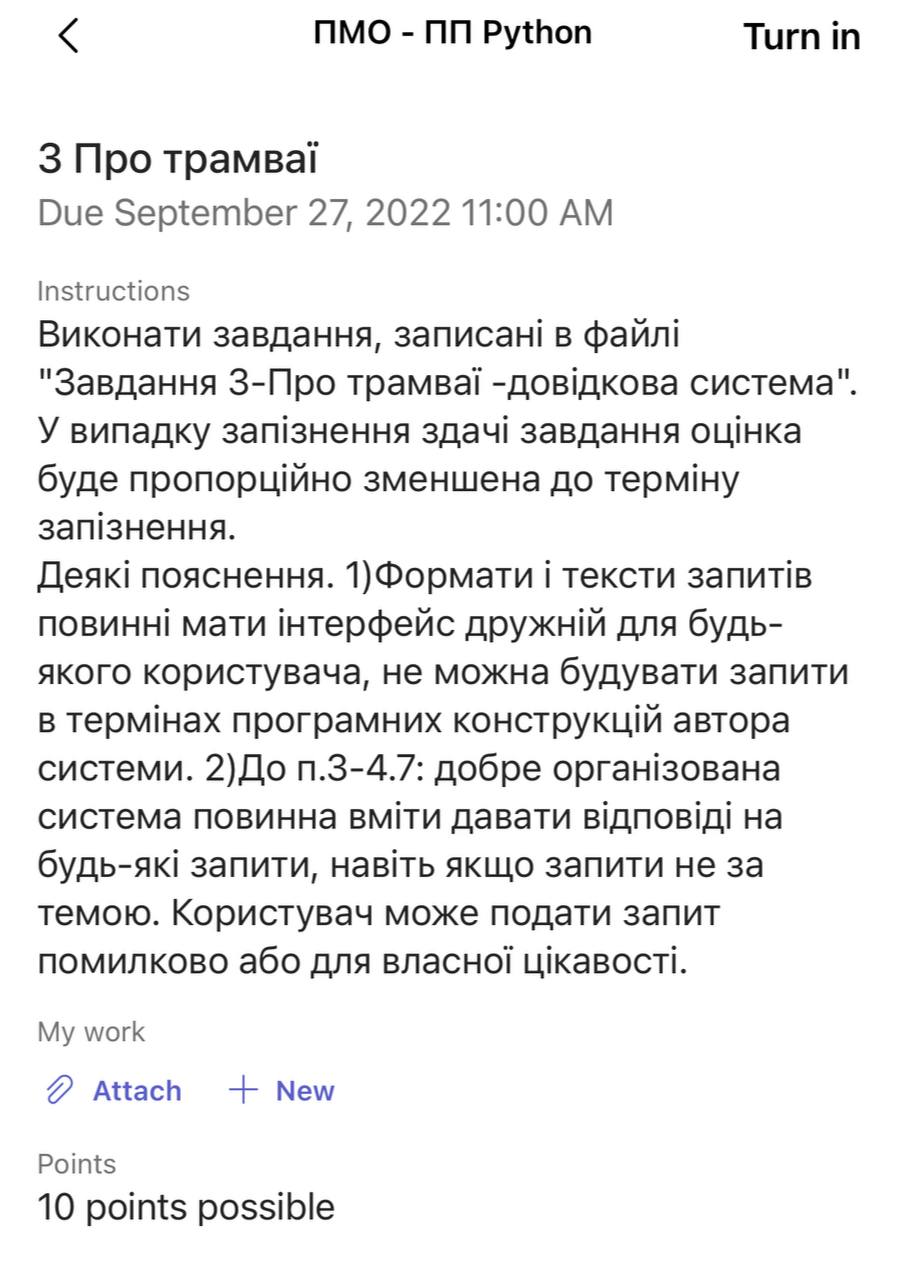 ПМО - ПП Python
Turn in
3 Про трамваї
Due September 27, 2022 11:00 AM
Instructions
Виконати завдання, записані в файлі
"Завдання 3-Про трамваї -довідкова система".
У випадку запізнення здачі завдання оцінка
буде пропорційно зменшена до терміну
запізнення.
Деякі пояснення. 1)Формати і тексти запитів
повинні мати інтерфейс дружній для будь-
якого користувача, не можна будувати запити
в термінах програмних конструкцій автора
системи. 2)До п.3-4.7: добре організована
система повинна вміти давати відповіді на
будь-які запити, навіть якщо запити не за
темою. Користувач може подати запит
помилково або для власної цікавості.
My work
Attach
New
Points
10 points possible